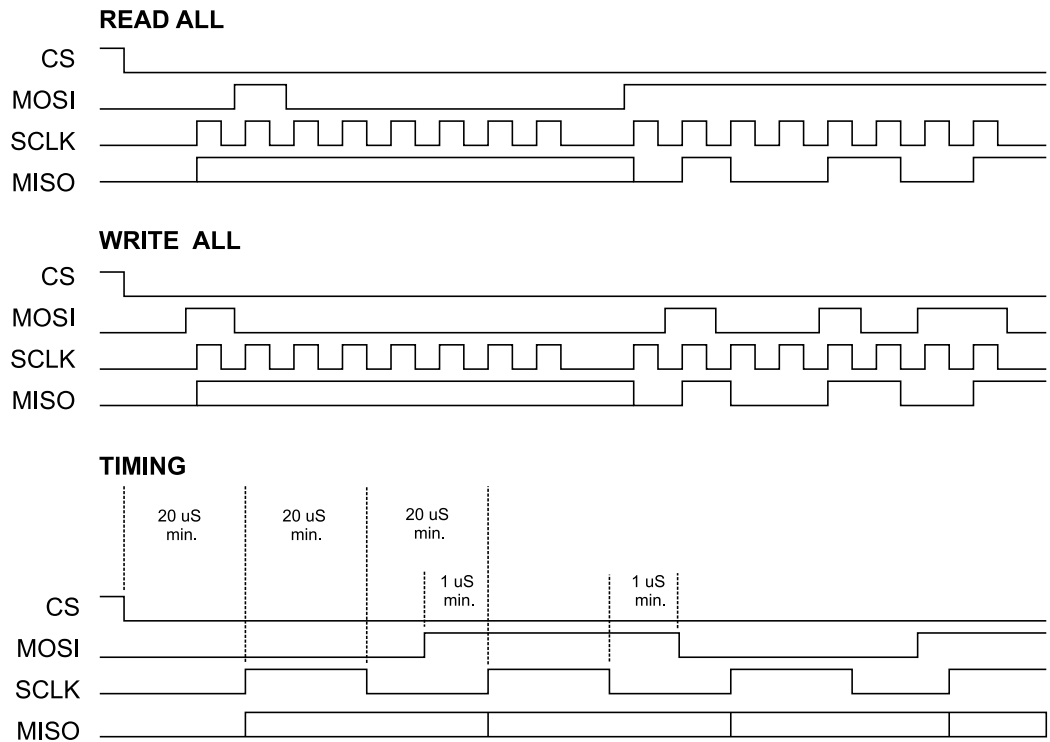 READ ALL
CS
MOSI
SCLK
MISO
WRITE ALL
CS
MOSI
SCLK
MISO
TIMING
20 uS
min.
20 uS
min.
20 uS
min.
1 uS
min.
1 uS
min.
CS
MOSI
SCLK
MISO